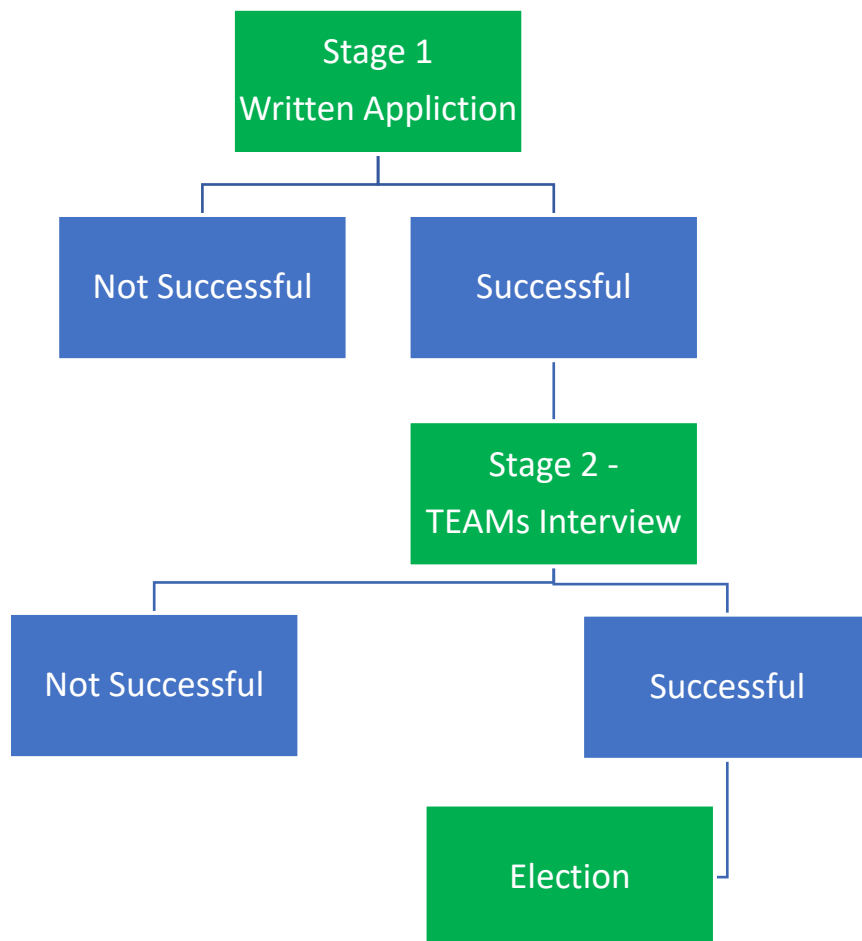 Stage 1
Written Appliction
Not Successful
Successful
Stage 2 -
TEAMs Interview
Not Successful
Successful
Election